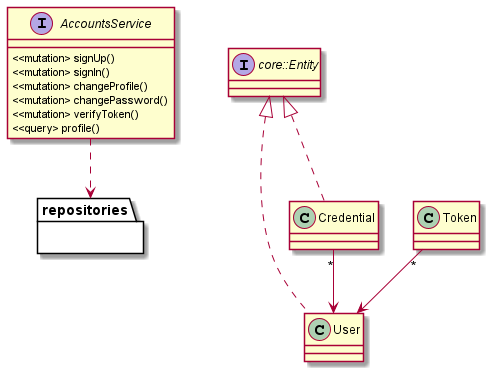 I AccountsService
<<mutation> signUp()
<<mutation> signIn()
<<mutation> changeProfile()
<<mutation> changePassword()
<<mutation> verifyToken()
<<query> profile()
repositories
I core::Entity
C Credential
C Token
*
*
C User